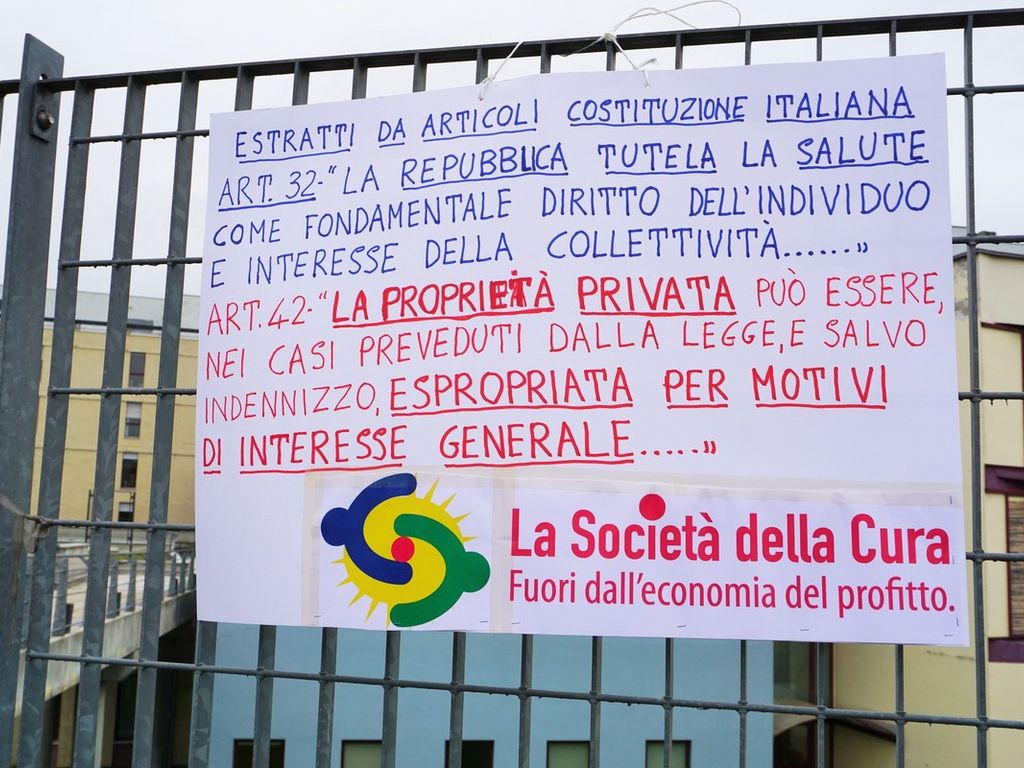 ESTRATTI DA ARTICOLI COSTITUZIONE ITALIANA
ART. 32-"LA REPUBBLICA TUTELA LA SALUTE
COME FONDAMENTALE DIRITTO DELL'INDIVIDUO
E INTERESSE DELLA COLLETTIVITÀ......"
ART. 42-"LA PROPRIETÀ PRIVATA PUÒ ESSERE,
NEI CASI PREVEDUTI DALLA LEGGE, E SALVO
INDENNIZZO, ESPROPRIATA PER MOTIVI
DI INTERESSE GENERALE....."
La Società della Cura
Fuori dall'economia del profitto.